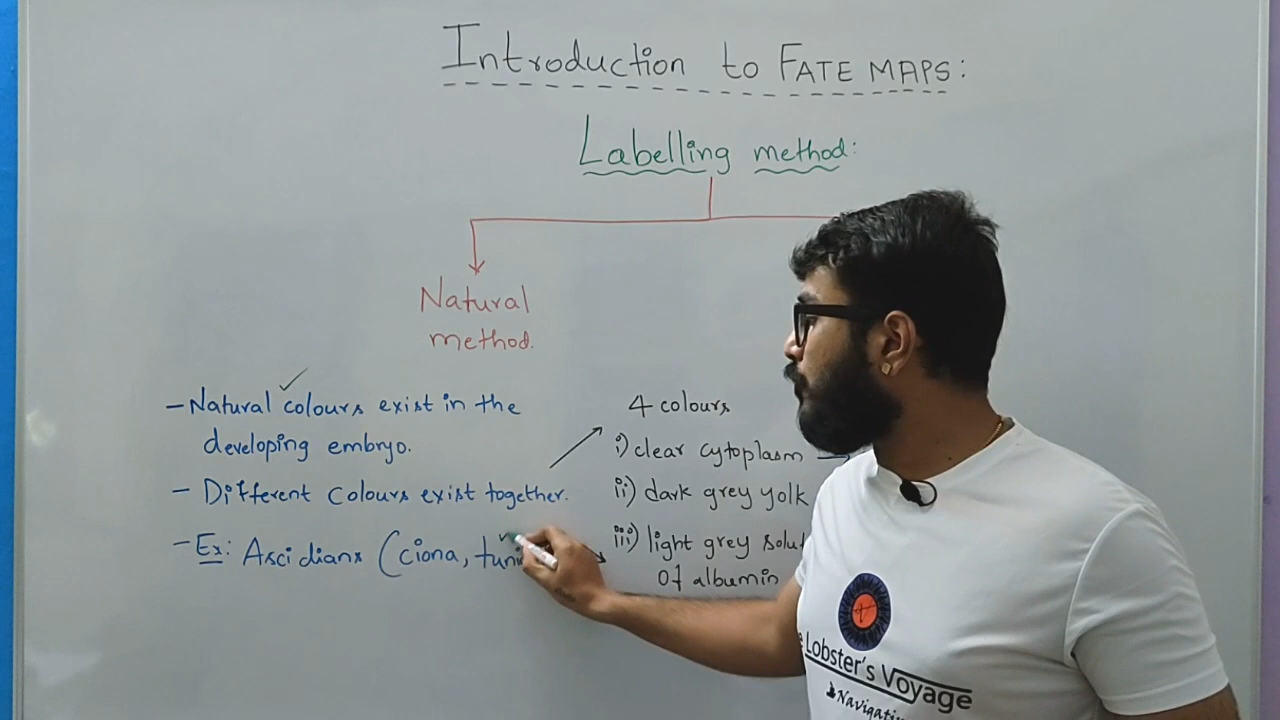 Introduction to FATE MAPS:
Labelling method:
Natural
method.
- Natural colours exist in the
developing embryo.
- Different colours exist together.
- Ex: Ascidians (ciona,
4 colours
i) clear cytoplasm
ii) dark grey yolk
iii) light grey
of albumin
Lobster's Voyage